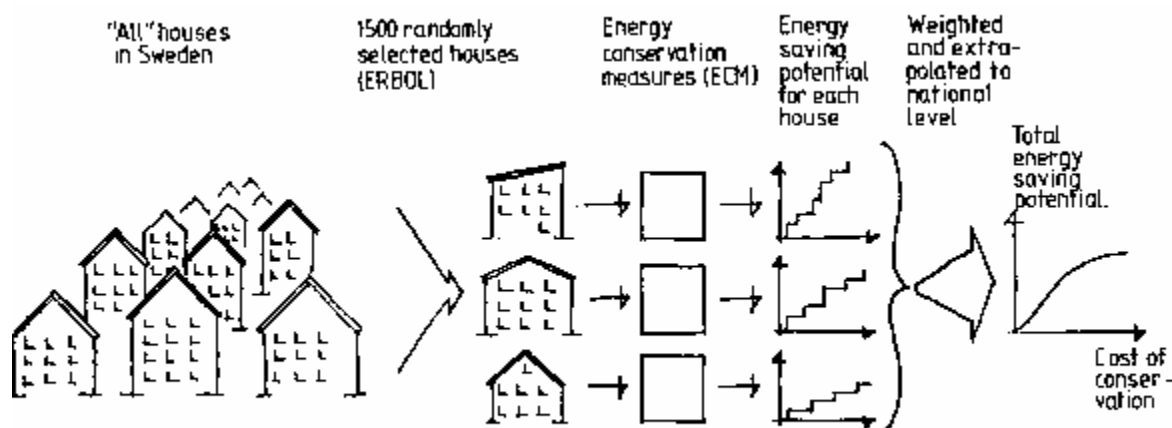 "All" houses
in Sweden
1500 randomly
selected houses
(ERBOL)
Energy
conservation
measures (ECM)
Energy
saving
potential
for each
house
Weighted
and extra-
polated to
national
level
Total
energy
saving
potential.
Cost of
conser-
vation